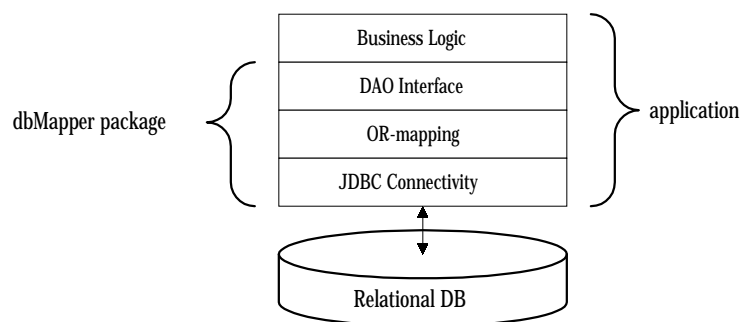 Business Logic
DAO Interface
dbMapper package
application
OR-mapping
JDBC Connectivity
Relational DB